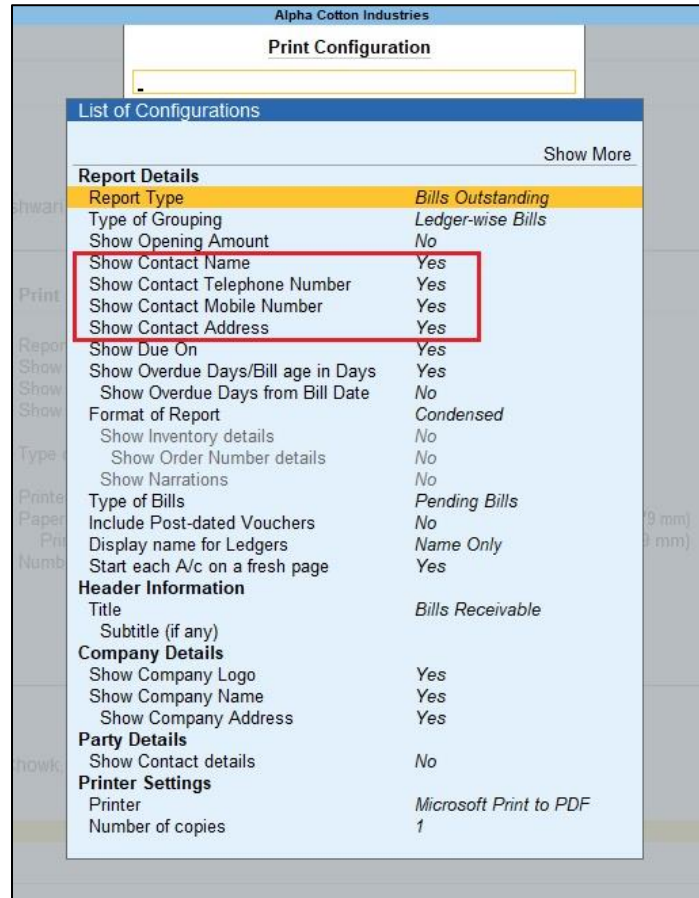 Alpha Cotton Industries
Print Configuration
List of Configurations
Show More
Report Details
Report Type Bills Outstanding
Type of Grouping Ledger-wise Bills
Show Opening Amount No
Show Contact Name Yes
Show Contact Telephone Number Yes
Show Contact Mobile Number Yes
Show Contact Address Yes
Show Due On Yes
Show Overdue Days/Bill age in Days Yes
Show Overdue Days from Bill Date No
Format of Report Condensed
Show Inventory details No
Show Order Number details No
Show Narrations No
Type of Bills Pending Bills
Include Post-dated Vouchers No
Display name for Ledgers Name Only
Start each A/c on a fresh page Yes
Header Information
Title Bills Receivable
Subtitle (if any)
Company Details
Show Company Logo Yes
Show Company Name Yes
Show Company Address Yes
Party Details
Show Contact details No
Printer Settings
Printer Microsoft Print to PDF
Number of copies 1
Print
Show
Show
Show
mm)
mm)